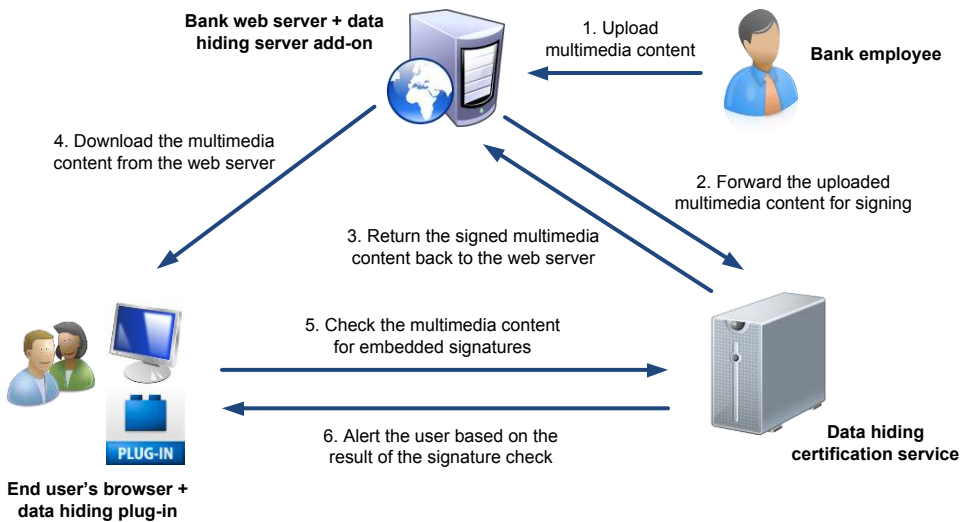 Bank web server + data
hiding server add-on
1. Upload
multimedia content
Bank employee
4. Download the multimedia
content from the web server
2. Forward the uploaded
multimedia content for signing
3. Return the signed multimedia
content back to the web server
5. Check the multimedia content
for embedded signatures
PLUG-IN
6. Alert the user based on the
result of the signature check
Data hiding
certification service
End user's browser +
data hiding plug-in